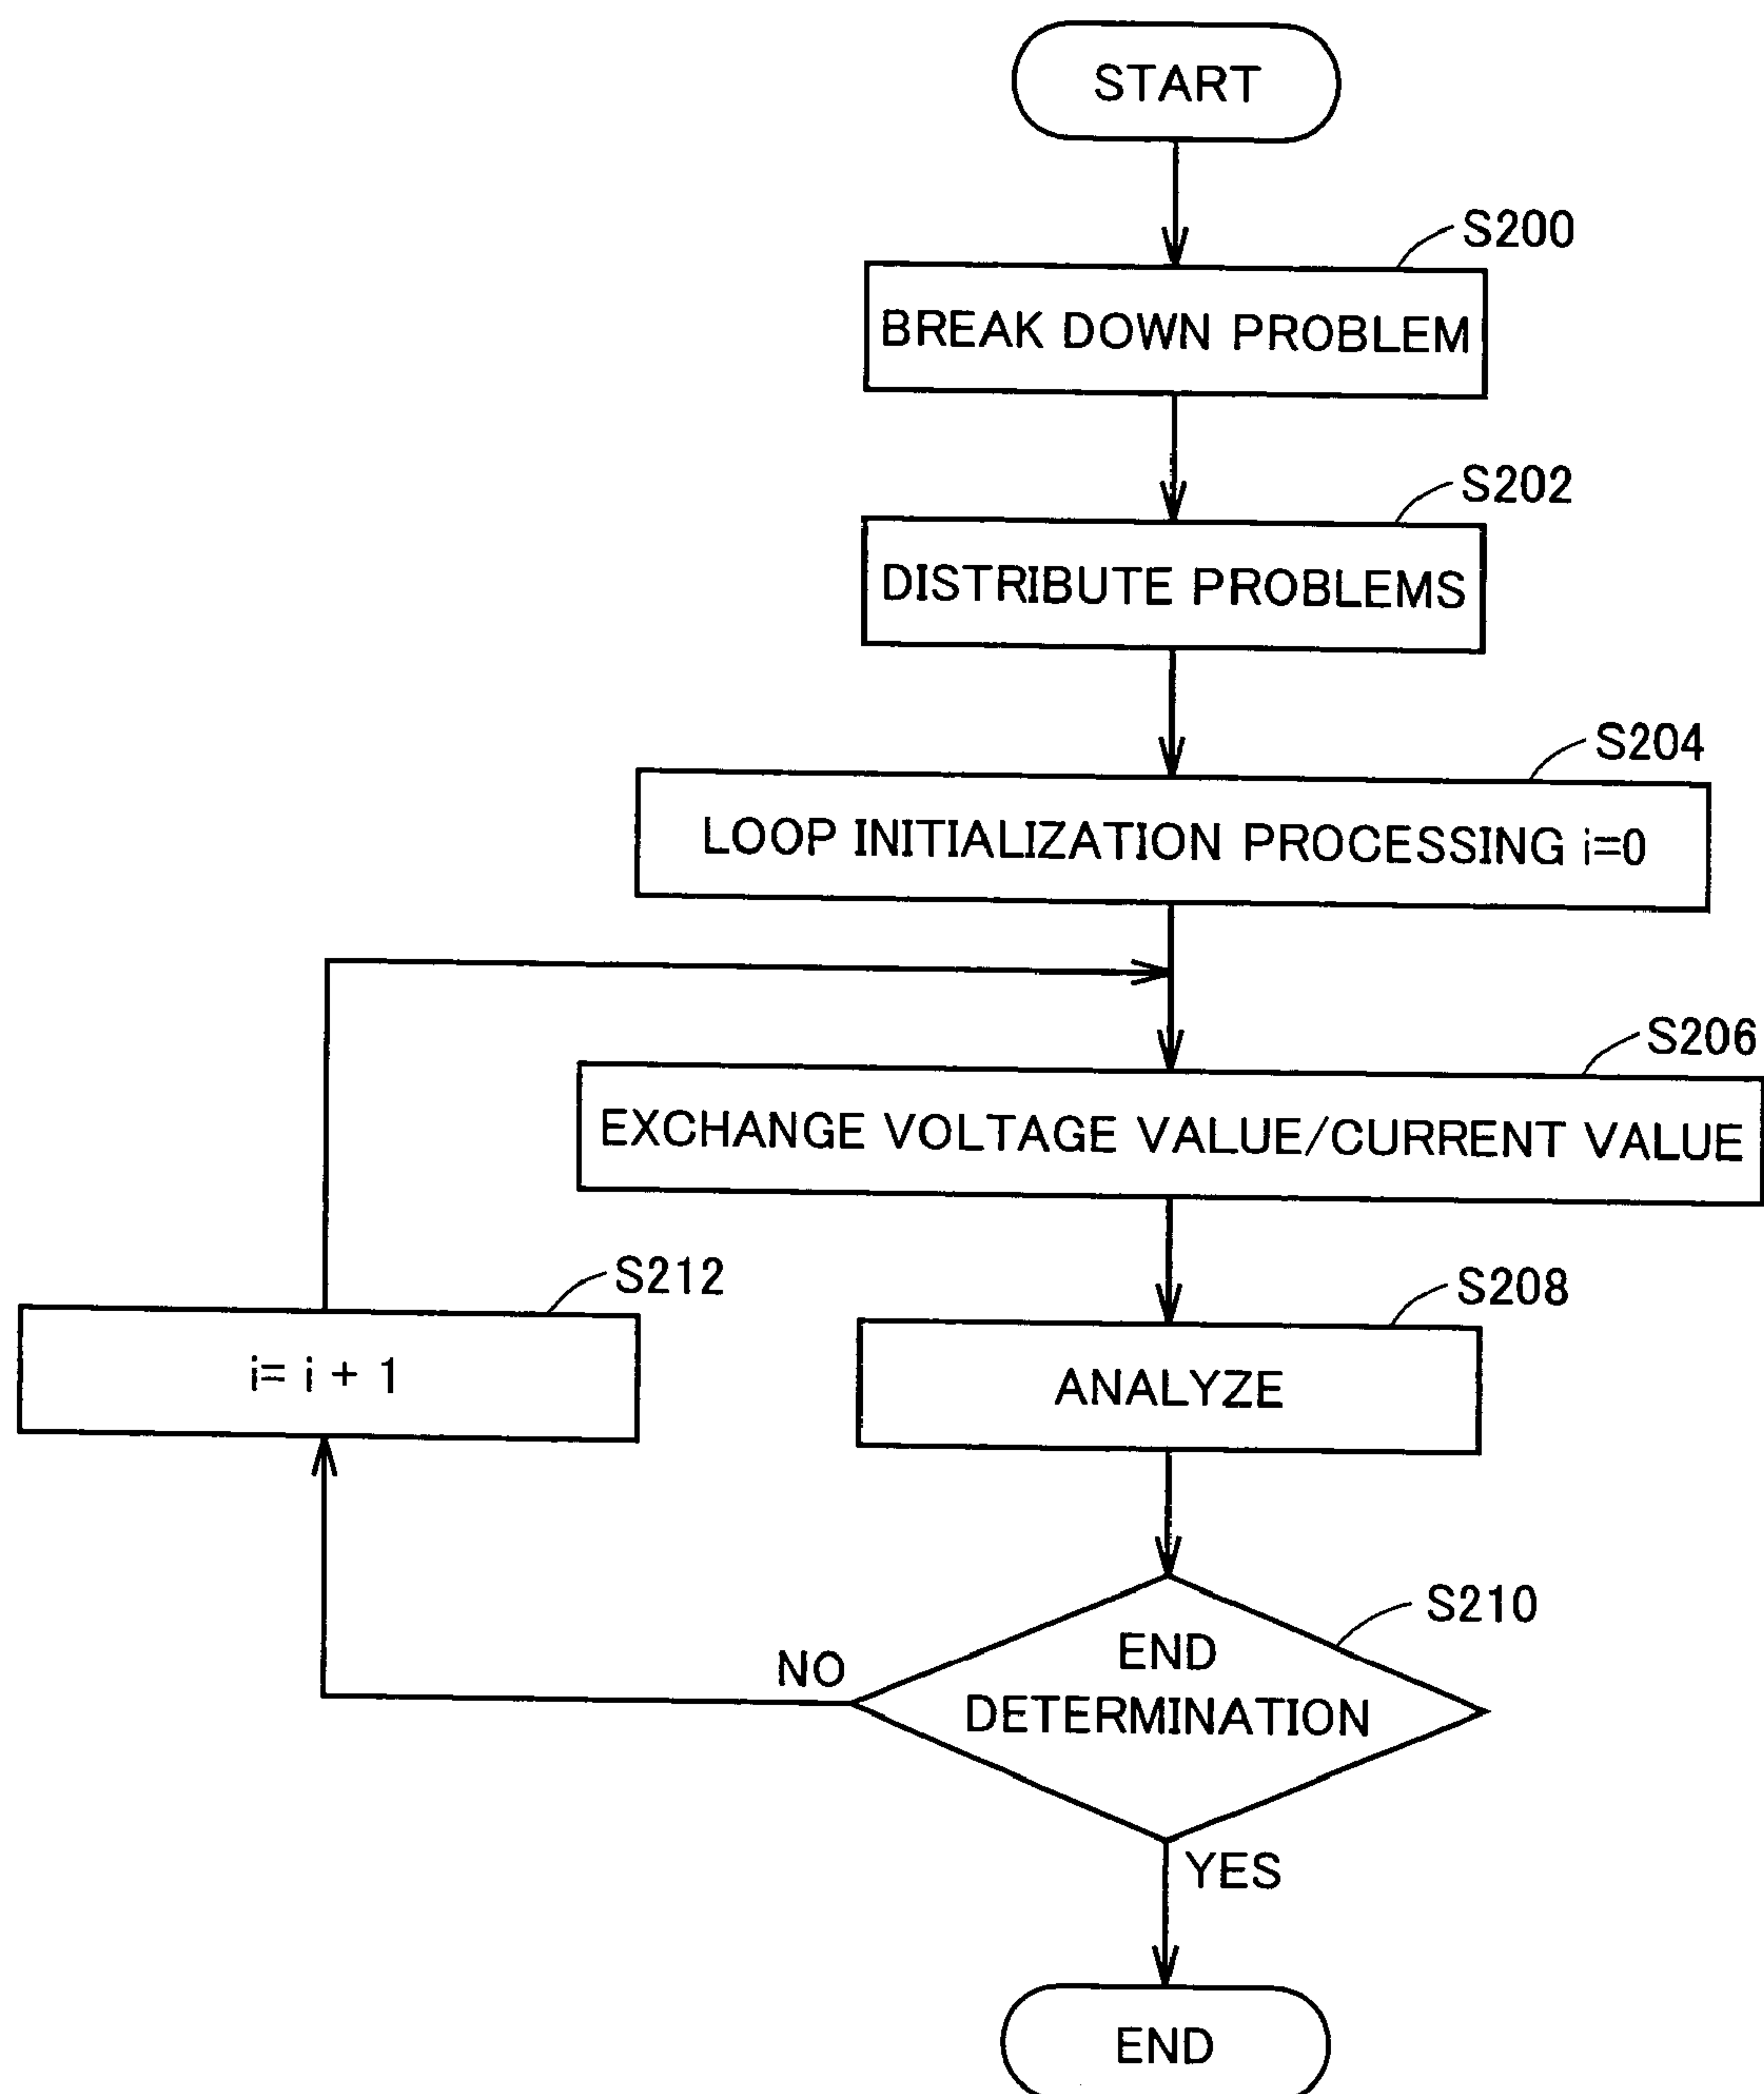 START
S200
BREAK DOWN PROBLEM
S202
DISTRIBUTE PROBLEMS
S204
LOOP INITIALIZATION PROCESSING i=0
S206
EXCHANGE VOLTAGE VALUE/CURRENT VALUE
S212
i= i + 1
S208
ANALYZE
S210
END
DETERMINATION
NO
YES
END